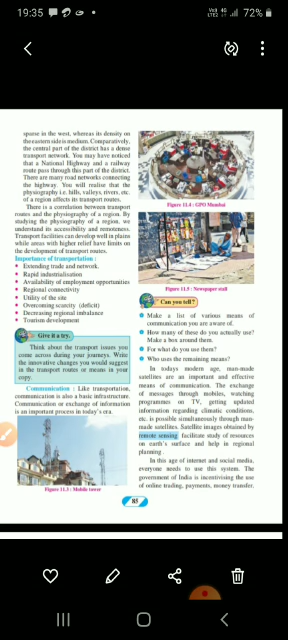 19:35
Vo))
LTE2
4G
72%
sparse in the west, whereas its density on
the eastern side is medium. Comparatively,
the central part of the district has a dense
transport network. You may have noticed
that a National Highway and a railway
route pass through this part of the district.
There are many road networks connecting
the highway. You will realise that the
physiography i.e. hills, valleys, rivers, etc.
of a region affects its transport routes.
There is a correlation between transport
routes and the physiography of a region. By
studying the physiography of a region, we
understand its accessibility and remoteness.
Transport facilities can develop well in plains
while areas with higher relief have limits on
the development of transport routes.
Importance of transportation :
• Extending trade and network.
• Rapid industrialisation
• Availability of employment opportunities
• Regional connectivity
• Utility of the site
• Overcoming scarcity (deficit)
• Decreasing regional imbalance
• Tourism development
Give it a try.
Think about the transport issues you
come across during your journeys. Write
the innovative changes you would suggest
in the transport routes or means in your
copy.
Communication : Like transportation,
communication is also a basic infrastructure.
Communication or exchange of information
is an important process in today's era.
Figure 11.3 : Mobile tower
Figure 11.4 : GPO Mumbai
Figure 11.5 : Newspaper stall
Can you tell ?
Make a list of various means of
communication you are aware of.
How many of these do you actually use?
Make a box around them.
For what do you use them?
Who uses the remaining means?
In todays modern age, man-made
satellites are an important and effective
means of communication. The exchange
of messages through mobiles, watching
programmes on TV, getting updated
information regarding climatic conditions,
etc. is possible simultaneously through man-
made satellites. Satellite images obtained by
remote sensing facilitate study of resources
on earth's surface and help in regional
planning.
In this age of internet and social media,
everyone needs to use this system. The
government of India is incentivising the use
of online trading, payments, money transfer,
85